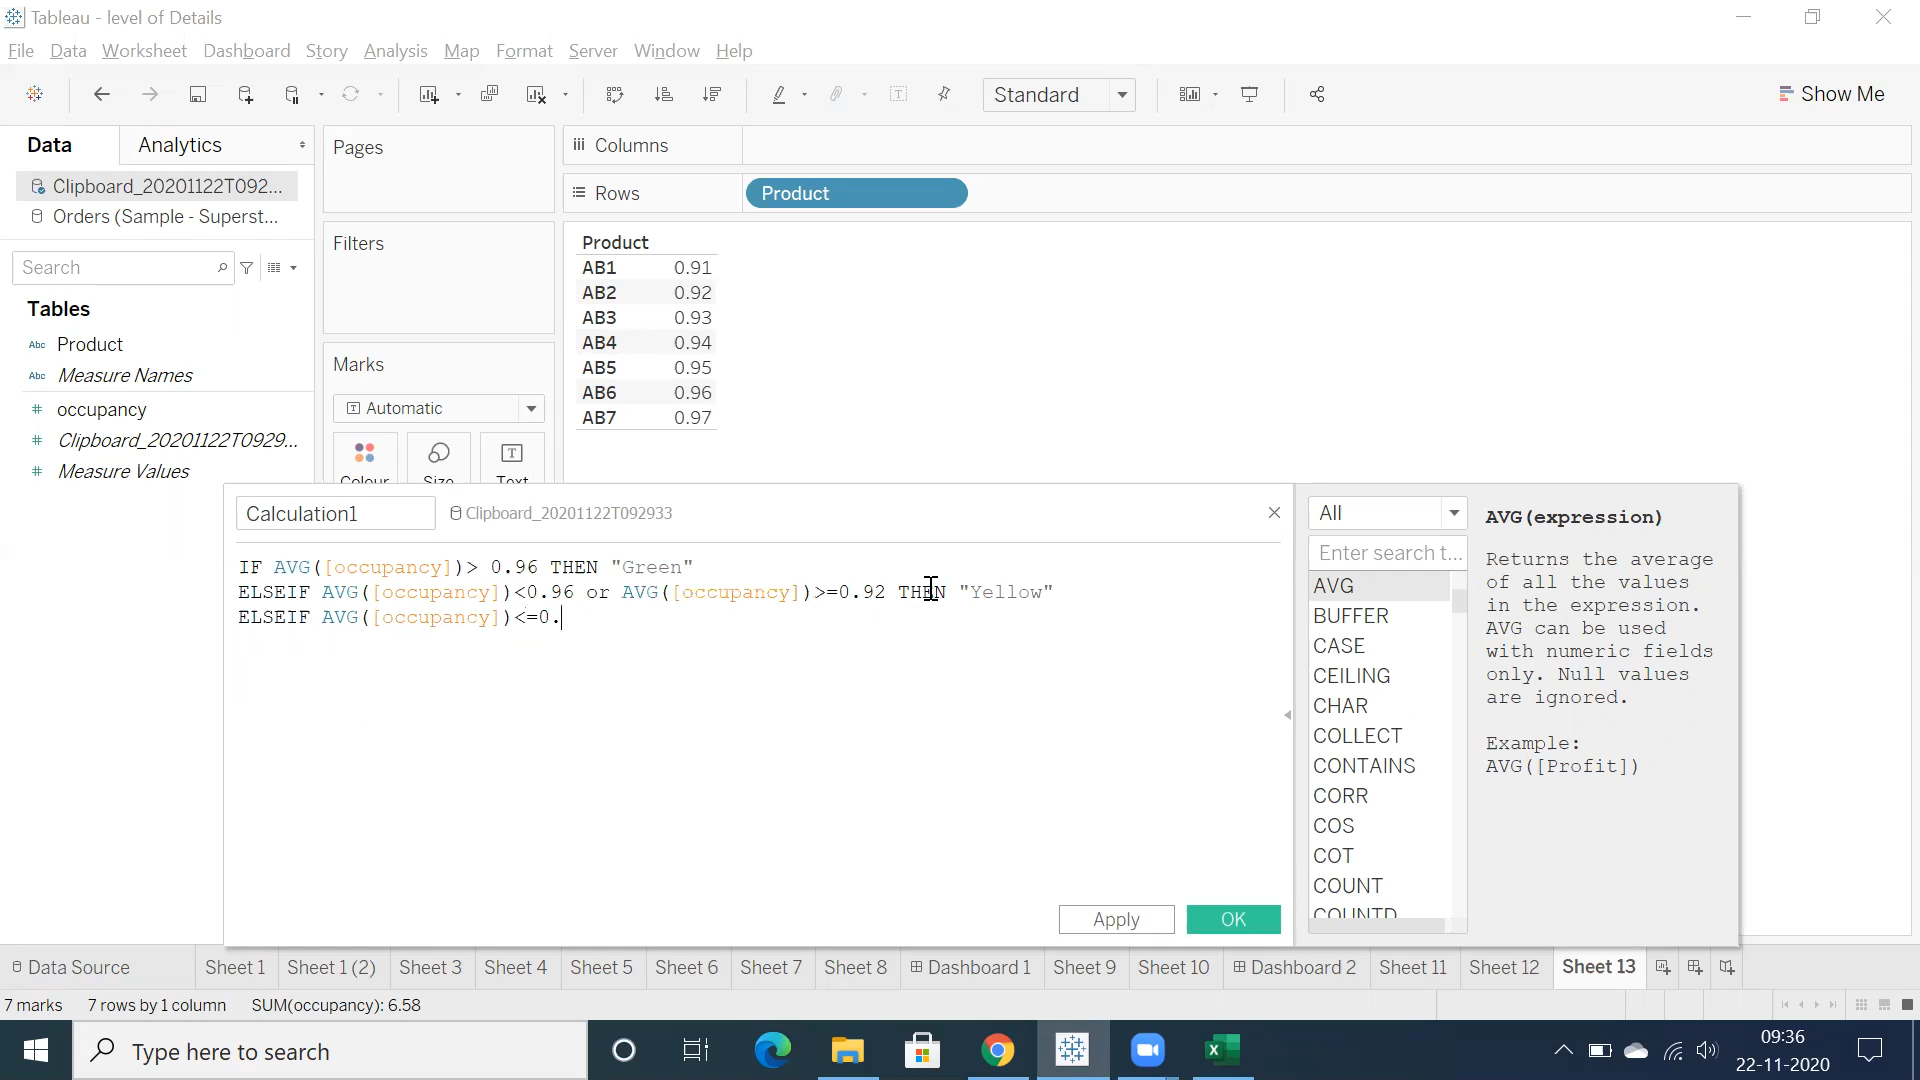 Tableau - level of Details
File Data Worksheet Dashboard Story Analysis Map Format Server Window Help
Standard
Show Me
Data Analytics
Clipboard_20201122T092...
Orders (Sample - Superst...
Search
Tables
Abc Product
Abc Measure Names
# occupancy
# Clipboard_20201122T0929...
# Measure Values
Pages
Filters
Marks
Automatic
Colour Size Text
Columns
Rows Product
Product
AB1 0.91
AB2 0.92
AB3 0.93
AB4 0.94
AB5 0.95
AB6 0.96
AB7 0.97
Calculation1 Clipboard_20201122T092933
IF AVG([occupancy])> 0.96 THEN "Green"
ELSEIF AVG([occupancy])<0.96 or AVG([occupancy])>=0.92 THEN "Yellow"
ELSEIF AVG([occupancy])<=0.
Apply OK
All
Enter search t...
AVG
BUFFER
CASE
CEILING
CHAR
COLLECT
CONTAINS
CORR
COS
COT
COUNT
COUNTD
AVG(expression)
Returns the average
of all the values
in the expression.
AVG can be used
with numeric fields
only. Null values
are ignored.
Example:
AVG([Profit])
Data Source Sheet 1 Sheet 1 (2) Sheet 3 Sheet 4 Sheet 5 Sheet 6 Sheet 7 Sheet 8 Dashboard 1 Sheet 9 Sheet 10 Dashboard 2 Sheet 11 Sheet 12 Sheet 13
7 marks 7 rows by 1 column SUM(occupancy): 6.58
Type here to search
09:36
22-11-2020